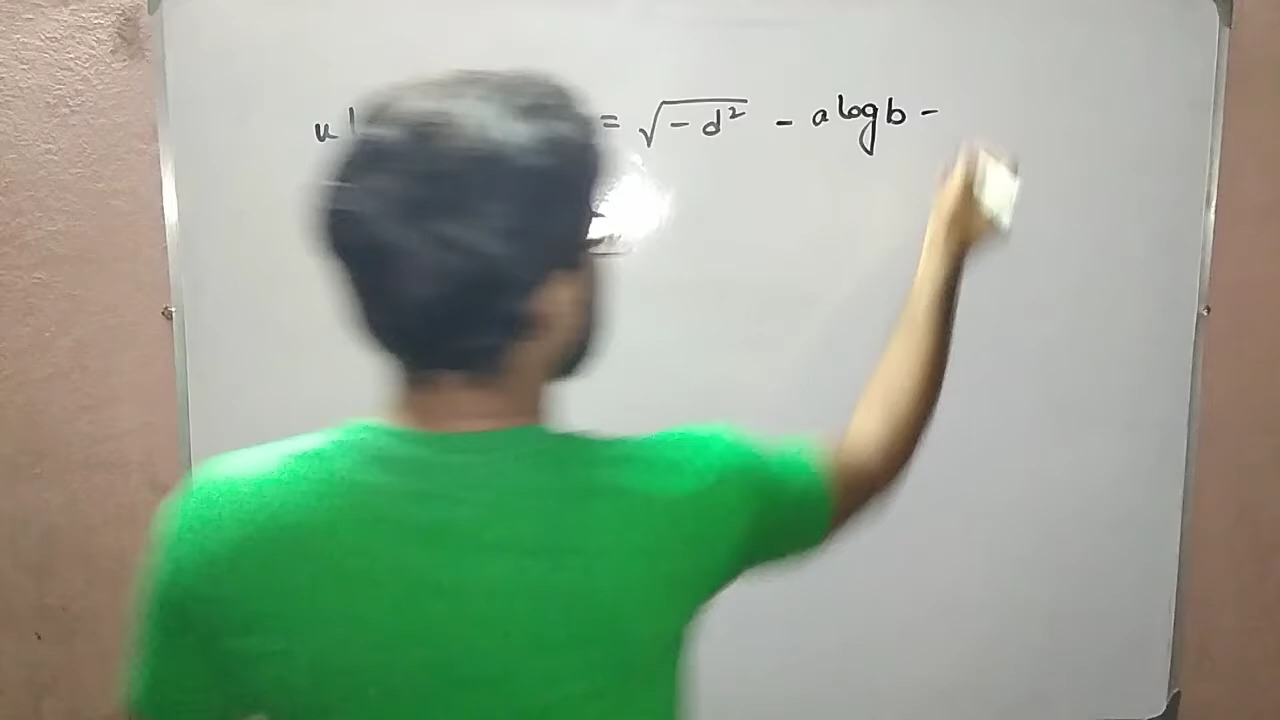 u = √-d² - a log b -